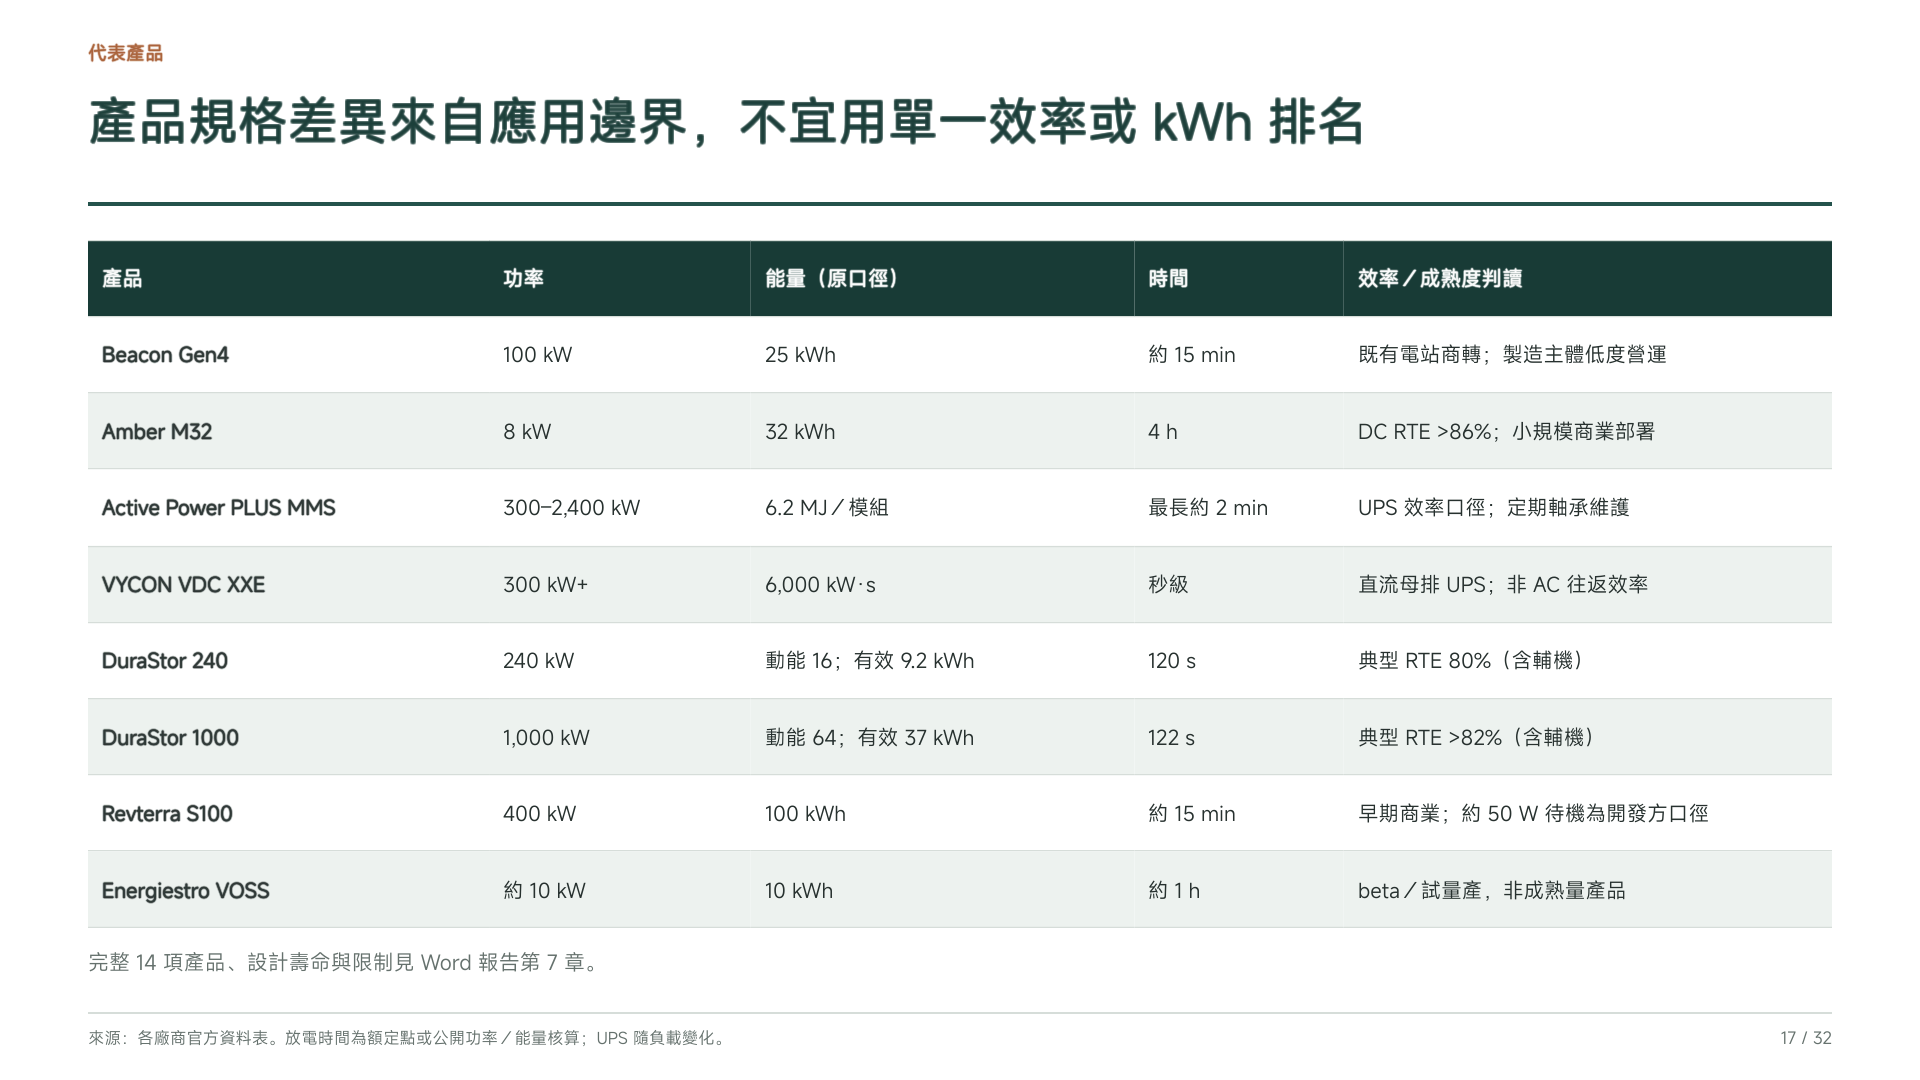 代表產品
產品規格差異來自應用邊界，不宜用單一效率或 kWh 排名
產品 功率 能量（原口徑） 時間 效率／成熟度判讀
Beacon Gen4 100 kW 25 kWh 約 15 min 既有電站商轉；製造主體低度營運
Amber M32 8 kW 32 kWh 4 h DC RTE >86%；小規模商業部署
Active Power PLUS MMS 300–2,400 kW 6.2 MJ／模組 最長約 2 min UPS 效率口徑；定期軸承維護
VYCON VDC XXE 300 kW+ 6,000 kW·s 秒級 直流母排 UPS；非 AC 往返效率
DuraStor 240 240 kW 動能 16；有效 9.2 kWh 120 s 典型 RTE 80%（含輔機）
DuraStor 1000 1,000 kW 動能 64；有效 37 kWh 122 s 典型 RTE >82%（含輔機）
Revterra S100 400 kW 100 kWh 約 15 min 早期商業；約 50 W 待機為開發方口徑
Energiestro VOSS 約 10 kW 10 kWh 約 1 h beta／試量產，非成熟量產品
完整 14 項產品、設計壽命與限制見 Word 報告第 7 章。
來源：各廠商官方資料表。放電時間為額定點或公開功率／能量核算；UPS 隨負載變化。
17 / 32